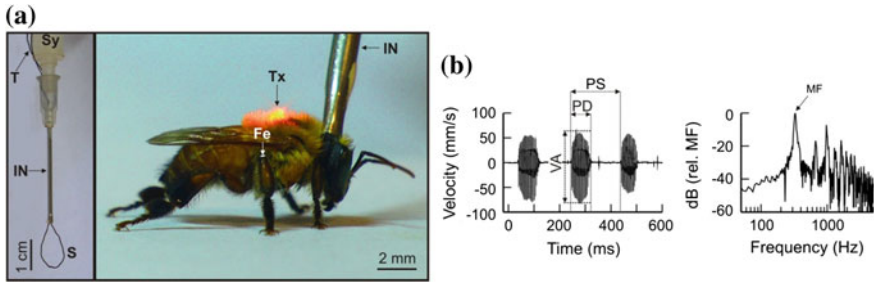 (a)
Sy
T
IN
S
1 cm
IN
Tx
Fe
2 mm
(b)
PS
PD
VA
Velocity (mm/s)
100
50
0
-50
-100
0 200 400 600
Time (ms)
MF
dB (rel. MF)
0
-20
-40
-60
100 1000
Frequency (Hz)